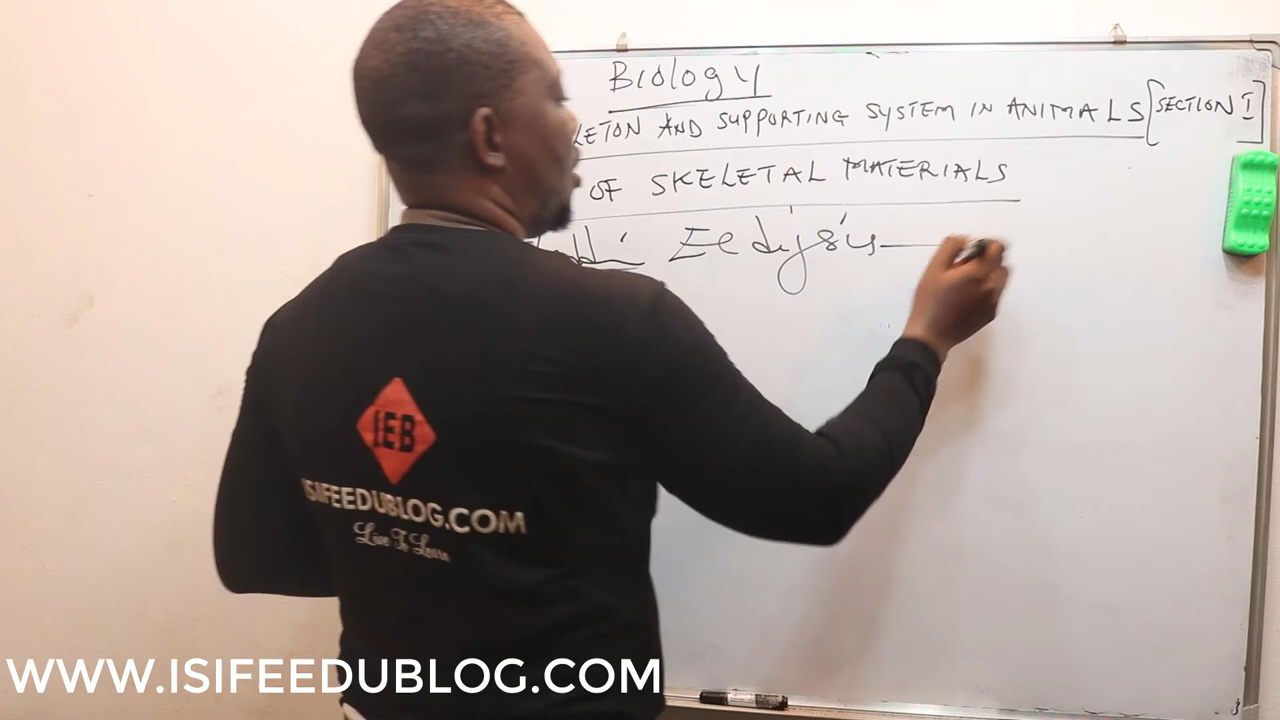 Biology
LETON AND SUPPORTING SYSTEM IN ANIMALS [SECTION I]
OF SKELETAL MATERIALS
IEB
ISIFEEDUBLOG.COM
Live To Learn
WWW.ISIFEEDUBLOG.COM